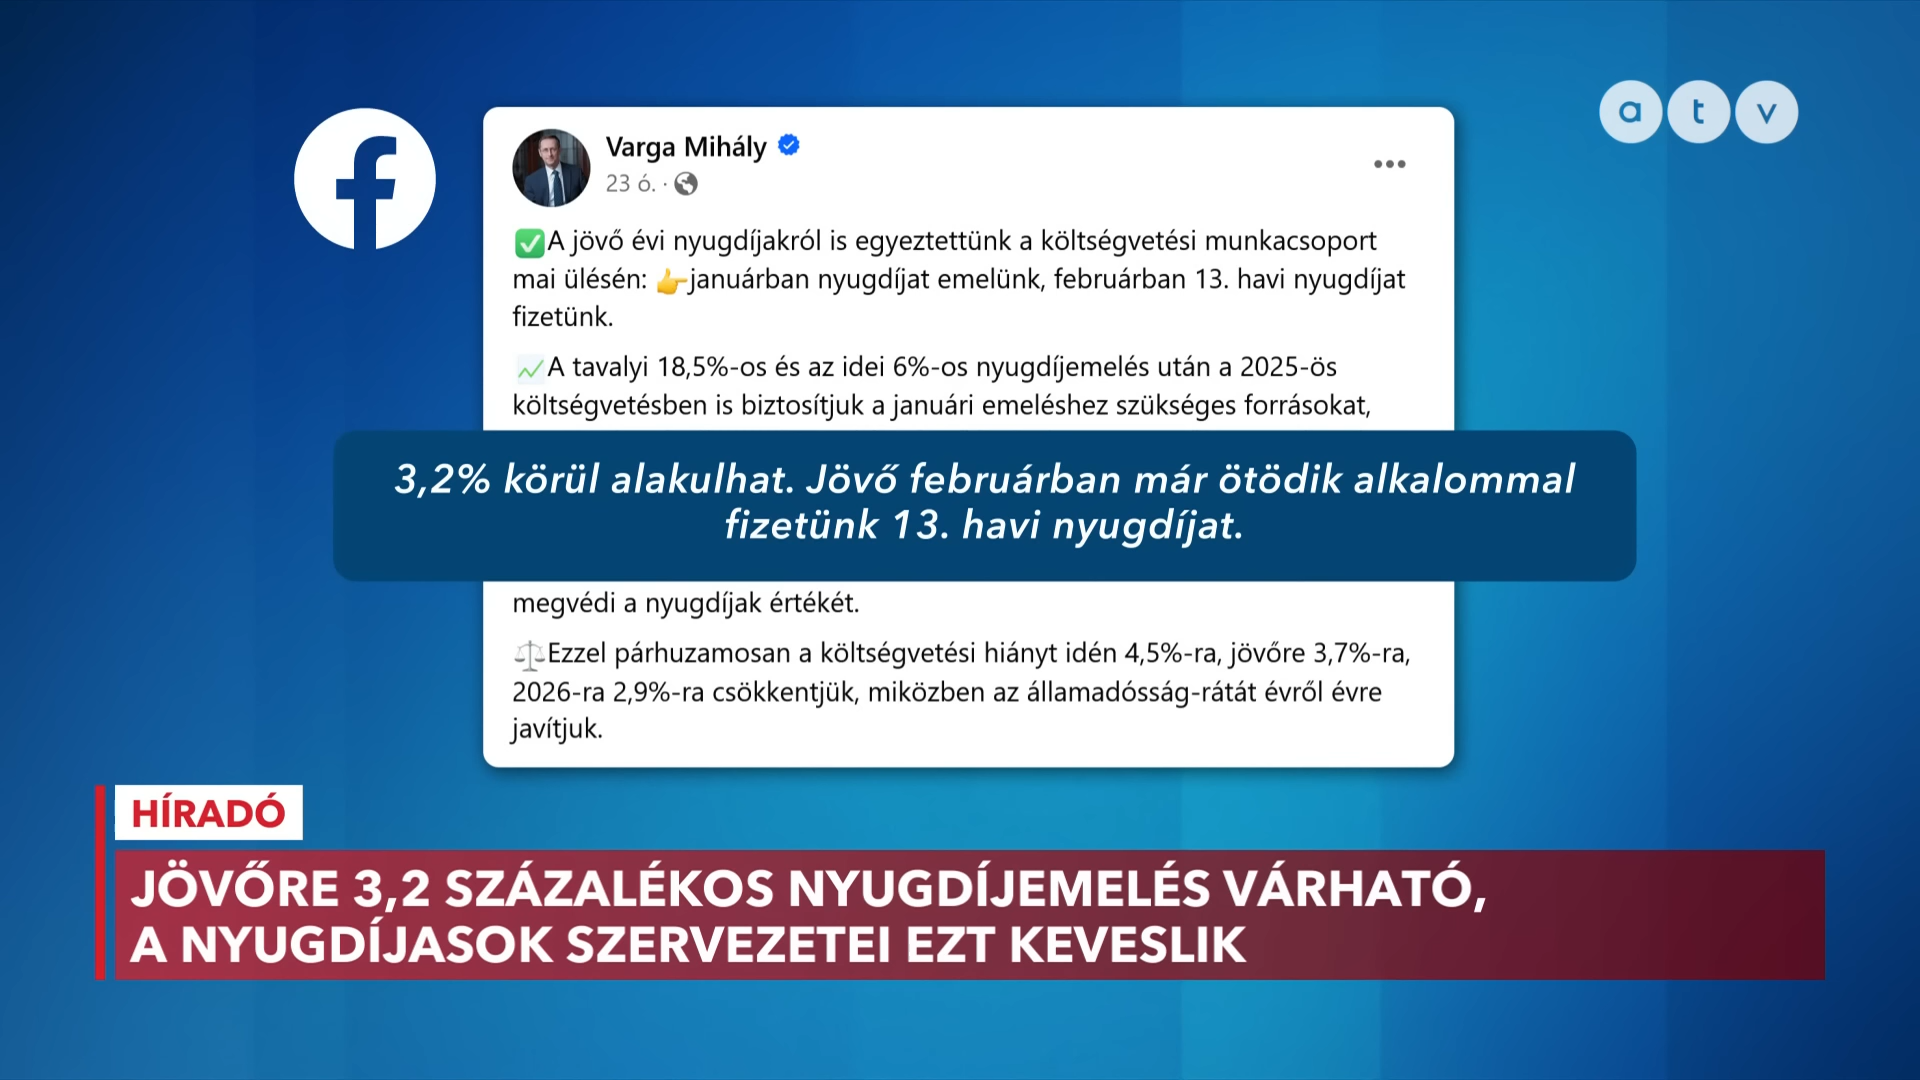 a t v
Varga Mihály
23 ó. ·
✅A jövő évi nyugdíjakról is egyeztettünk a költségvetési munkacsoport
mai ülésén: 👉januárban nyugdíjat emelünk, februárban 13. havi nyugdíjat
fizetünk.
📈A tavalyi 18,5%-os és az idei 6%-os nyugdíjemelés után a 2025-ös
költségvetésben is biztosítjuk a januári emeléshez szükséges forrásokat,
3,2% körül alakulhat. Jövő februárban már ötödik alkalommal
fizetünk 13. havi nyugdíjat.
megvédi a nyugdíjak értékét.
⚖️Ezzel párhuzamosan a költségvetési hiányt idén 4,5%-ra, jövőre 3,7%-ra,
2026-ra 2,9%-ra csökkentjük, miközben az államadósság-rátát évről évre
javítjuk.
HÍRADÓ
JÖVŐRE 3,2 SZÁZALÉKOS NYUGDÍJEMELÉS VÁRHATÓ,
A NYUGDÍJASOK SZERVEZETEI EZT KEVESLIK